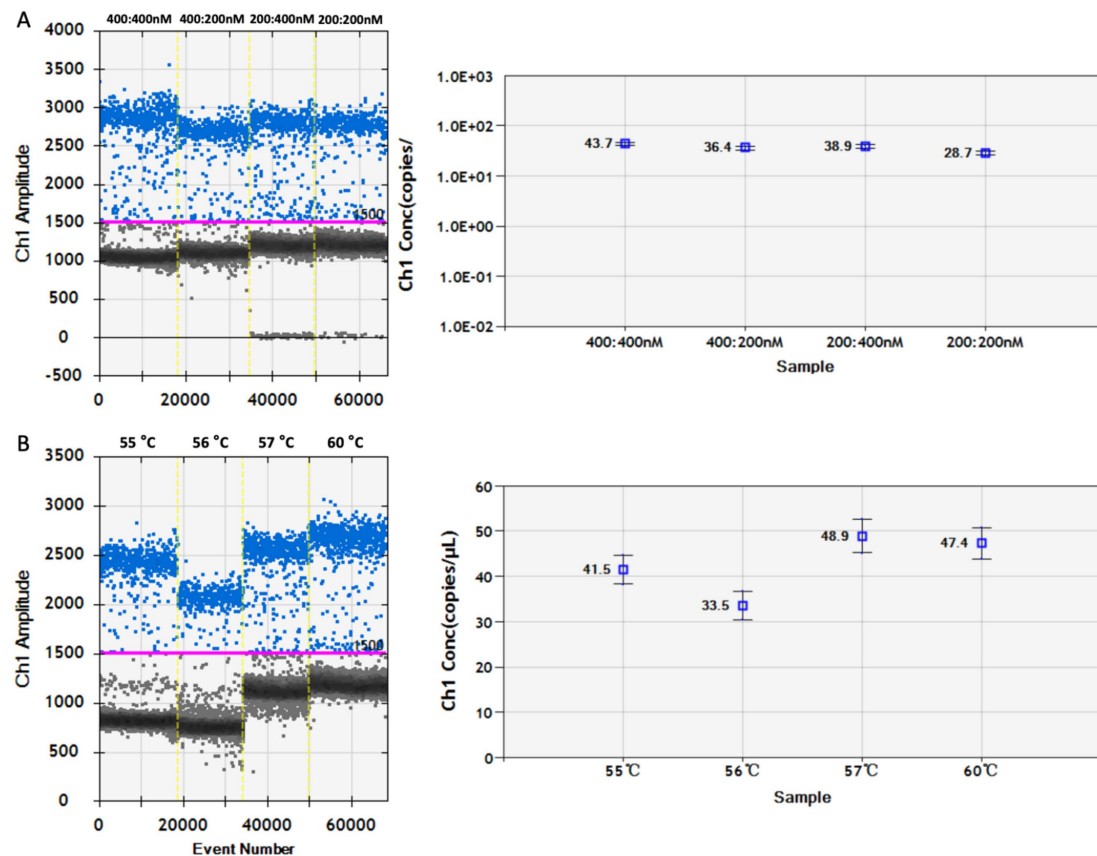 A
400:400nM 400:200nM 200:400nM 200:200nM
4000
3500
3000
2500
2000
1500
1000
500
0
-500
Ch1 Amplitude
1500
0 20000 40000 60000
Ch1 Conc(copies/
1.0E+03
1.0E+02
1.0E+01
1.0E+00
1.0E-01
1.0E-02
43.7
36.4
38.9
28.7
400:400nM 400:200nM 200:400nM 200:200nM
Sample
B
55 °C 56 °C 57 °C 60 °C
3500
3000
2500
2000
1500
1000
500
0
Ch1 Amplitude
1500
0 20000 40000 60000
Event Number
Ch1 Conc(copies/μL)
60
50
40
30
20
10
0
41.5
33.5
48.9
47.4
55℃ 56℃ 57℃ 60℃
Sample